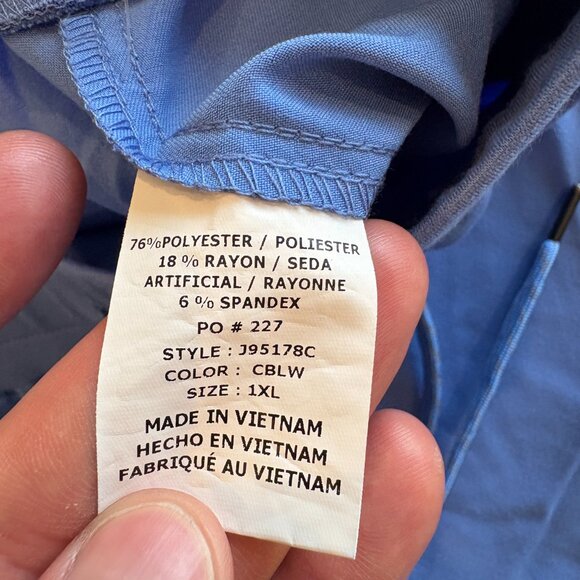 76%POLYESTER / POLIESTER
18 % RAYON / SEDA
ARTIFICIAL / RAYONNE
6 % SPANDEX
PO # 227
STYLE : J95178C
COLOR : CBLW
SIZE : 1XL
MADE IN VIETNAM
HECHO EN VIETNAM
FABRIQUÉ AU VIETNAM